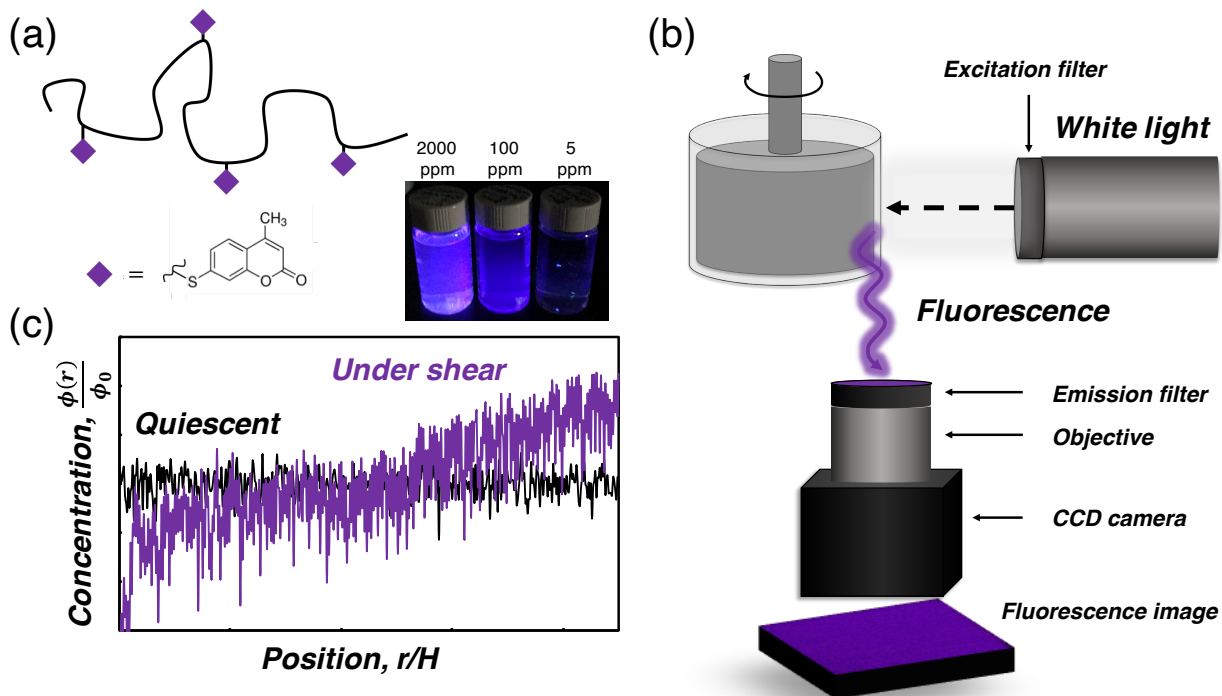 (a)
2000
ppm
100
ppm
5
ppm
=
CH3
S
O
O
(b)
Excitation filter
White light
Fluorescence
Emission filter
Objective
CCD camera
Fluorescence image
(c)
Under shear
Quiescent
Concentration, ϕ(r)/ϕ0
Position, r/H